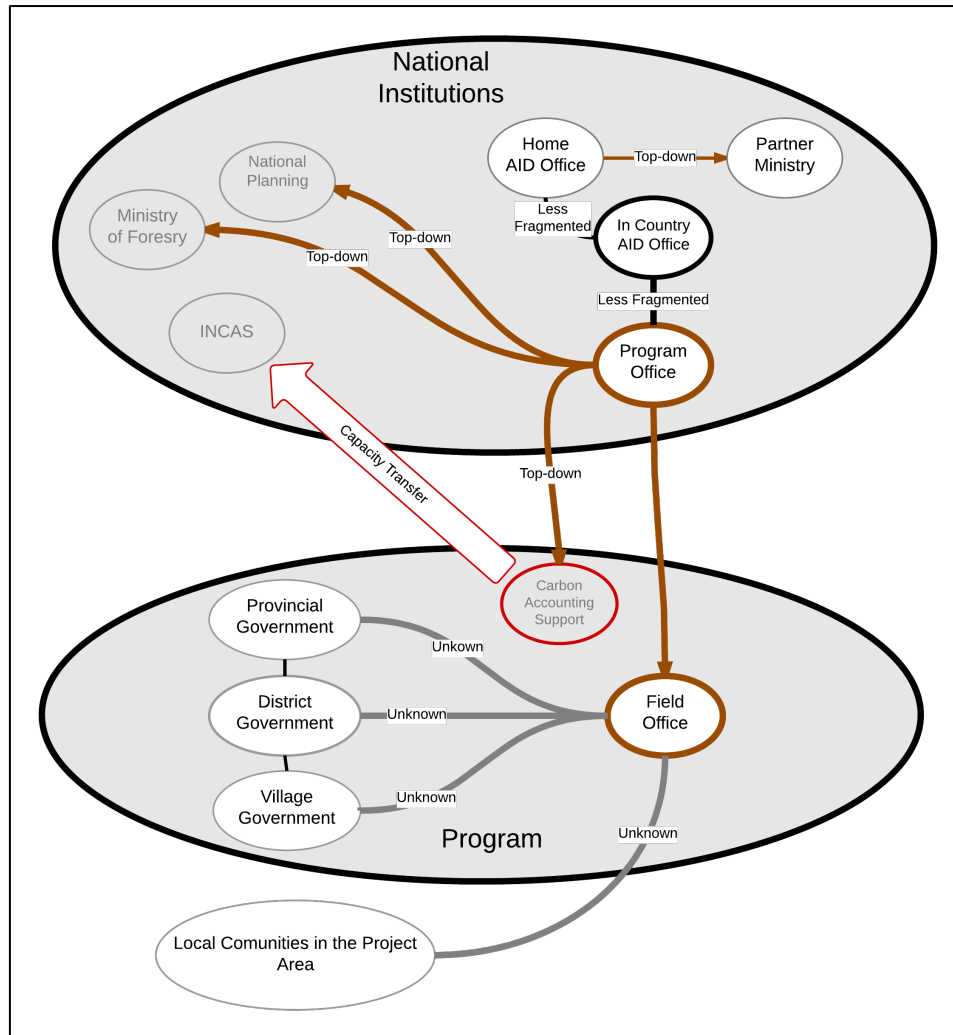 National
Institutions
Home
AID Office
Top-down
Partner
Ministry
National
Planning
Ministry
of Foresry
Less
Fragmented
In Country
AID Office
Top-down
Top-down
Less Fragmented
INCAS
Program
Office
Capacity Transfer
Top-down
Carbon
Accounting
Support
Provincial
Government
Unkown
District
Government
Unknown
Field
Office
Village
Government
Unknown
Program
Unknown
Local Comunities in the Project
Area